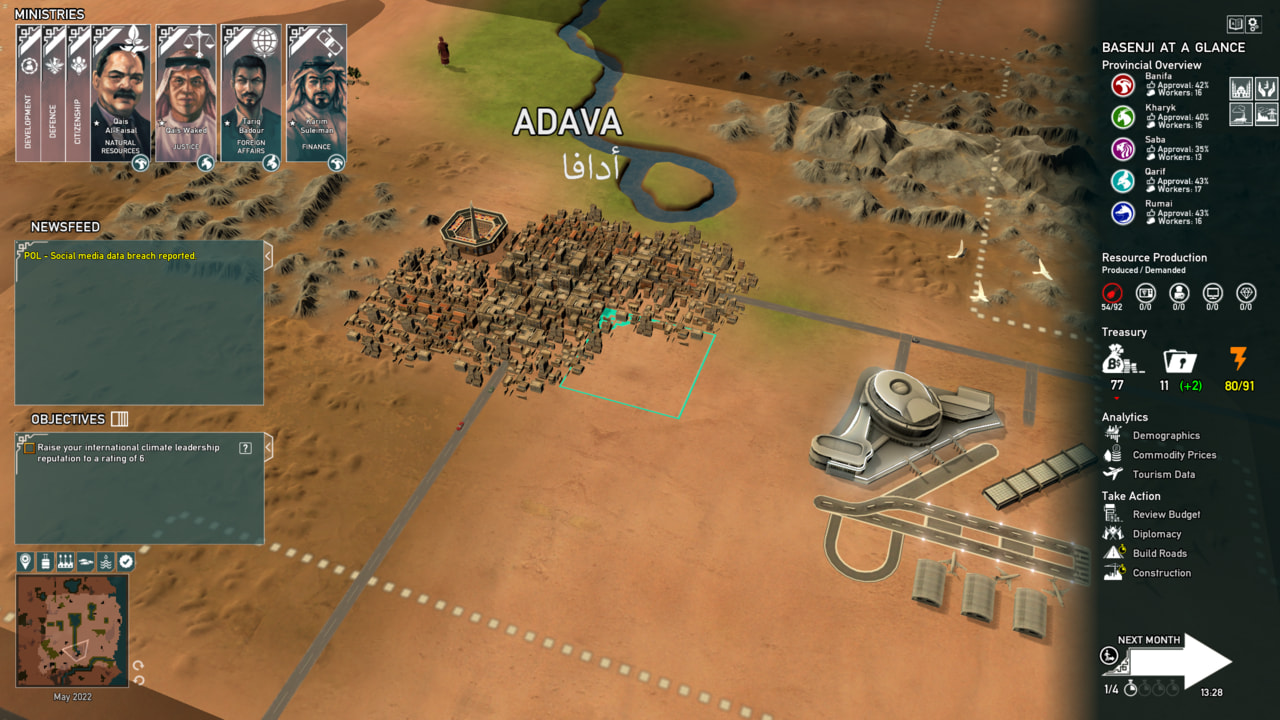 MINISTRIES
DEVELOPMENT
DEFENCE
CITIZENSHIP
Qais
Al-Faisal
NATURAL
RESOURCES
Qais Waked
JUSTICE
Tariq
Badour
FOREIGN
AFFAIRS
Karim
Suleiman
FINANCE
ADAVA
أدافا
NEWSFEED
POL - Social media data breach reported.
OBJECTIVES
Raise your international climate leadership
reputation to a rating of 6
?
May 2022
BASENJI AT A GLANCE
Provincial Overview
Banifa
Approval: 42%
Workers: 16
Kharyk
Approval: 40%
Workers: 16
Saba
Approval: 35%
Workers: 13
Qarif
Approval: 43%
Workers: 17
Rumai
Approval: 43%
Workers: 16
Resource Production
Produced / Demanded
54/92 0/0 0/0 0/0 0/0
Treasury
77 11 (+2) 80/91
Analytics
Demographics
Commodity Prices
Tourism Data
Take Action
Review Budget
Diplomacy
Build Roads
Construction
NEXT MONTH
1/4 13:28